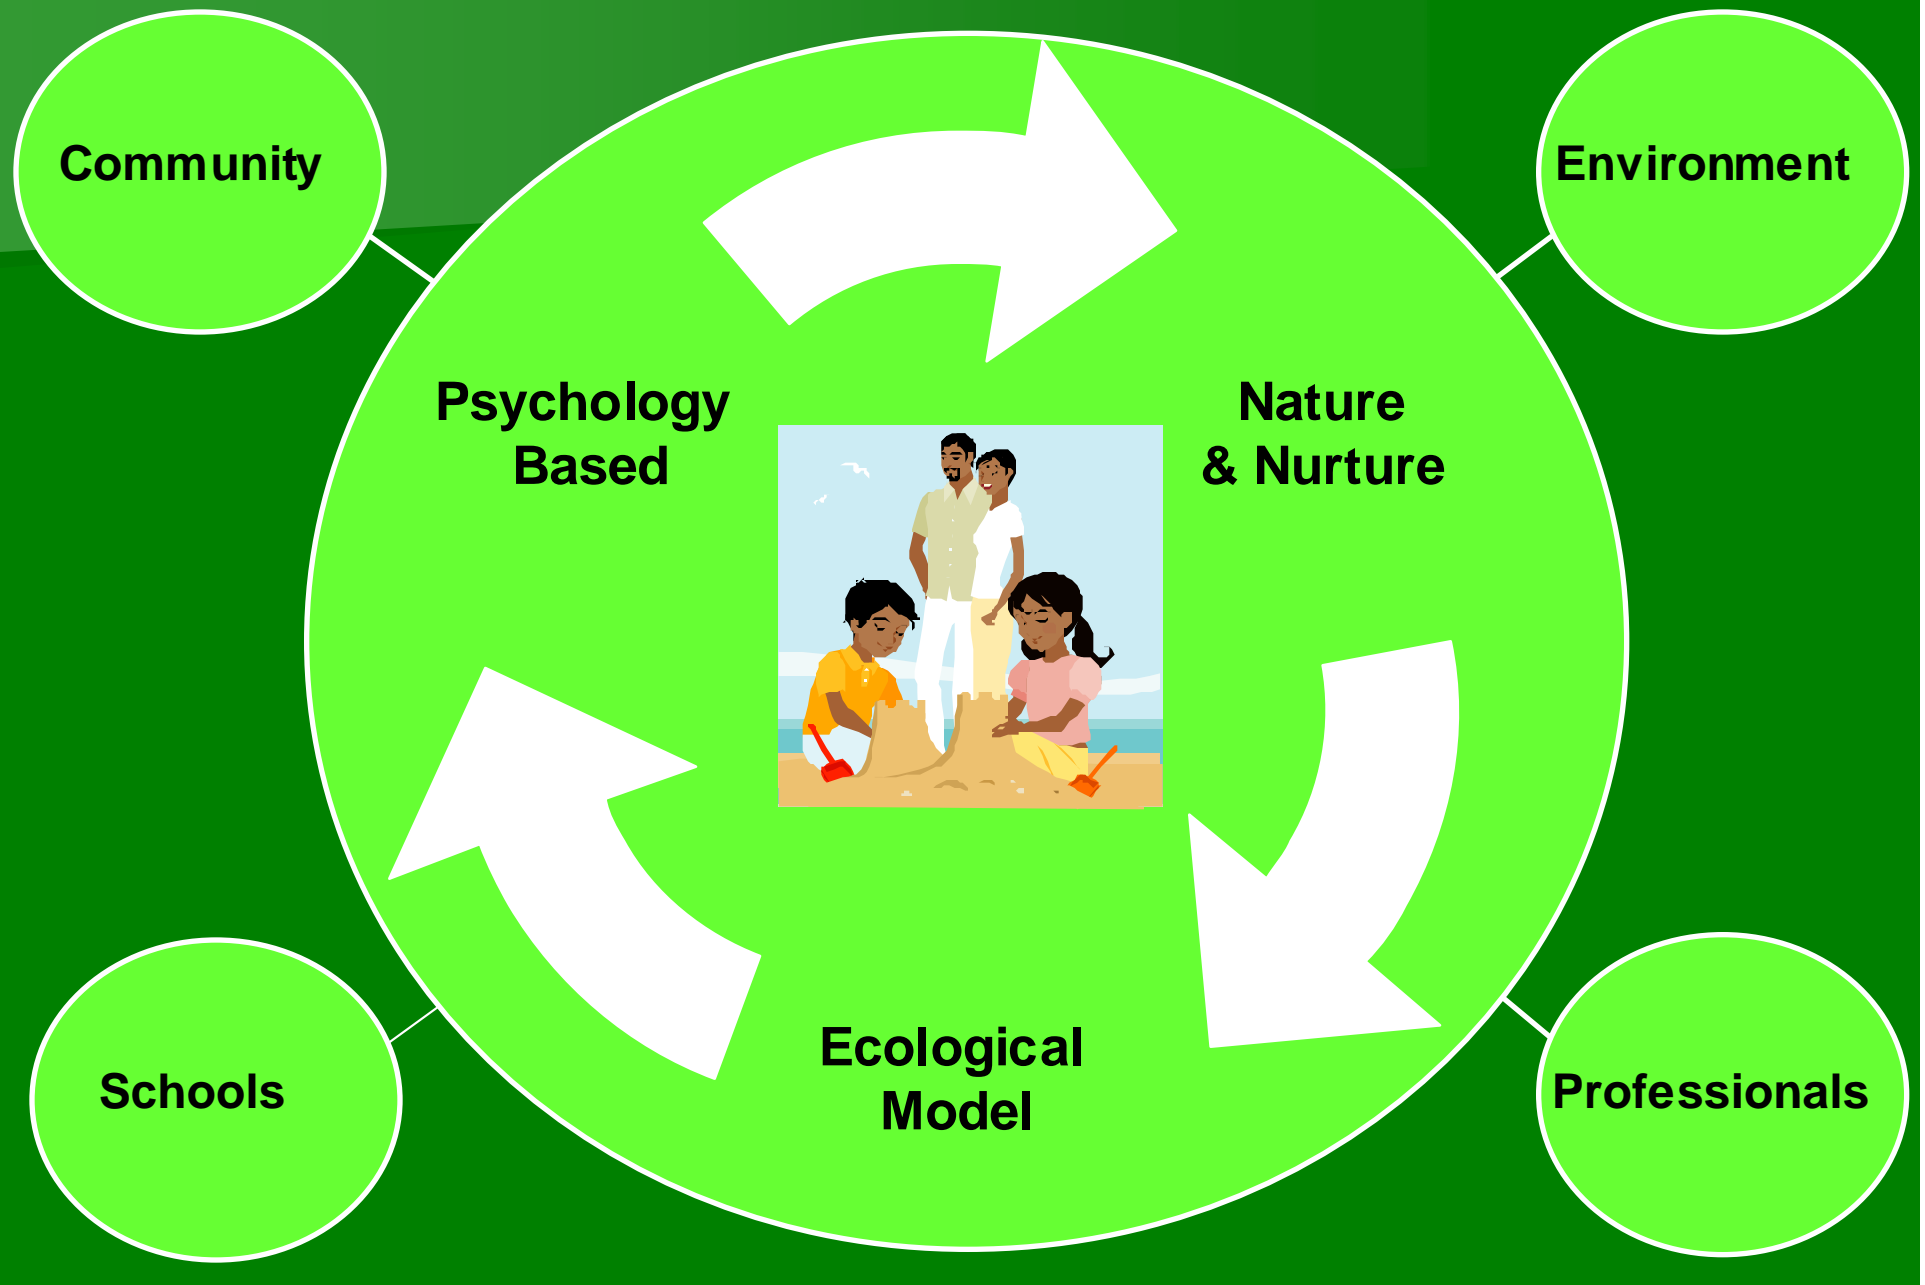 Community
Environment
Psychology
Based
Nature
& Nurture
Ecological
Model
Schools
Professionals